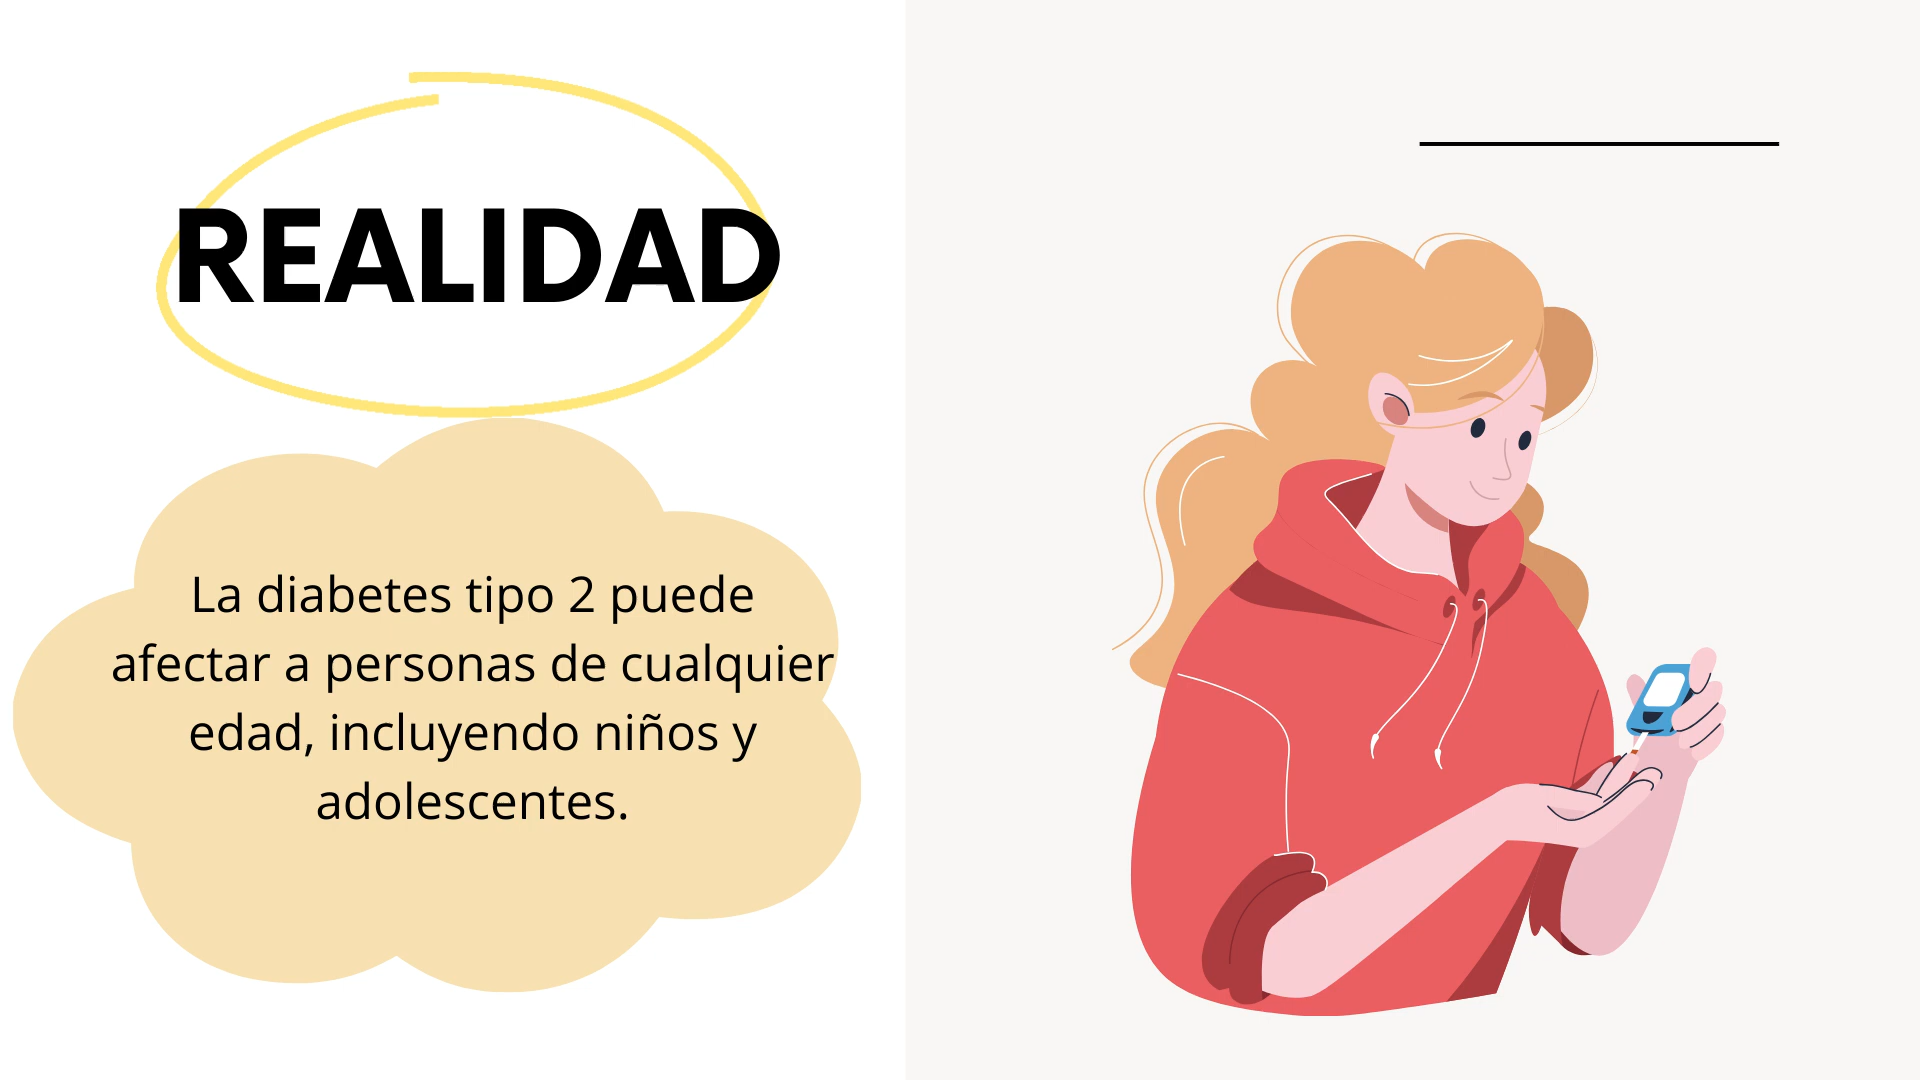 REALIDAD
La diabetes tipo 2 puede
afectar a personas de cualquier
edad, incluyendo niños y
adolescentes.